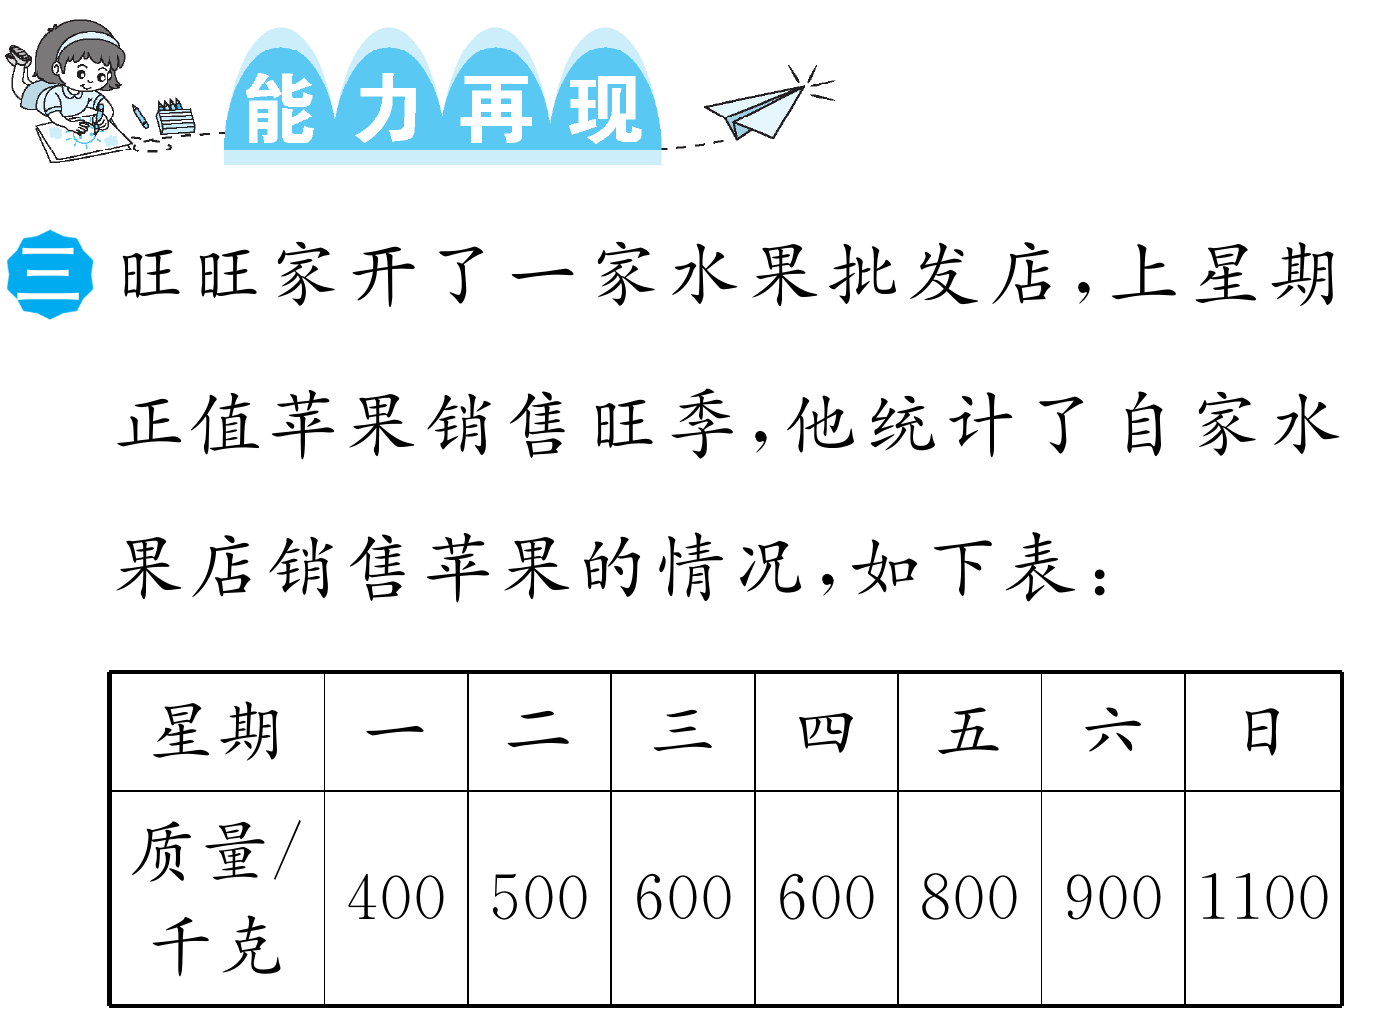 能力再现
三 旺旺家开了一家水果批发店,上星期
正值苹果销售旺季,他统计了自家水
果店销售苹果的情况,如下表:
星期 一 二 三 四 五 六 日
质量/
千克 400 500 600 600 800 900 1100